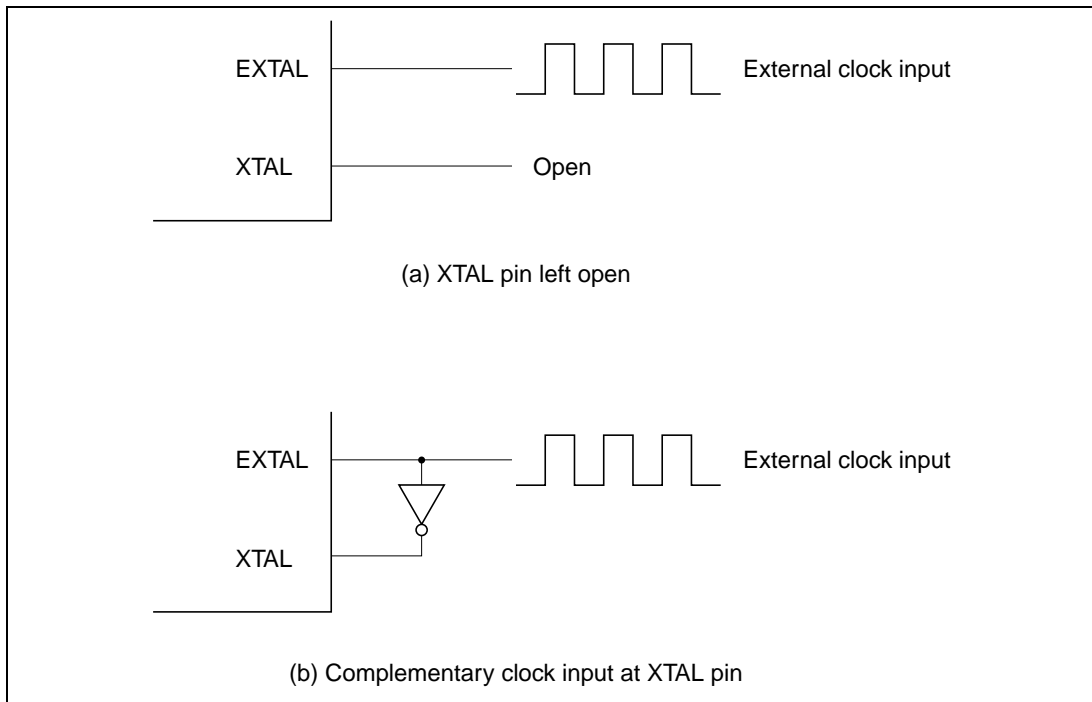 EXTAL
External clock input
XTAL
Open
(a) XTAL pin left open
EXTAL
External clock input
XTAL
(b) Complementary clock input at XTAL pin